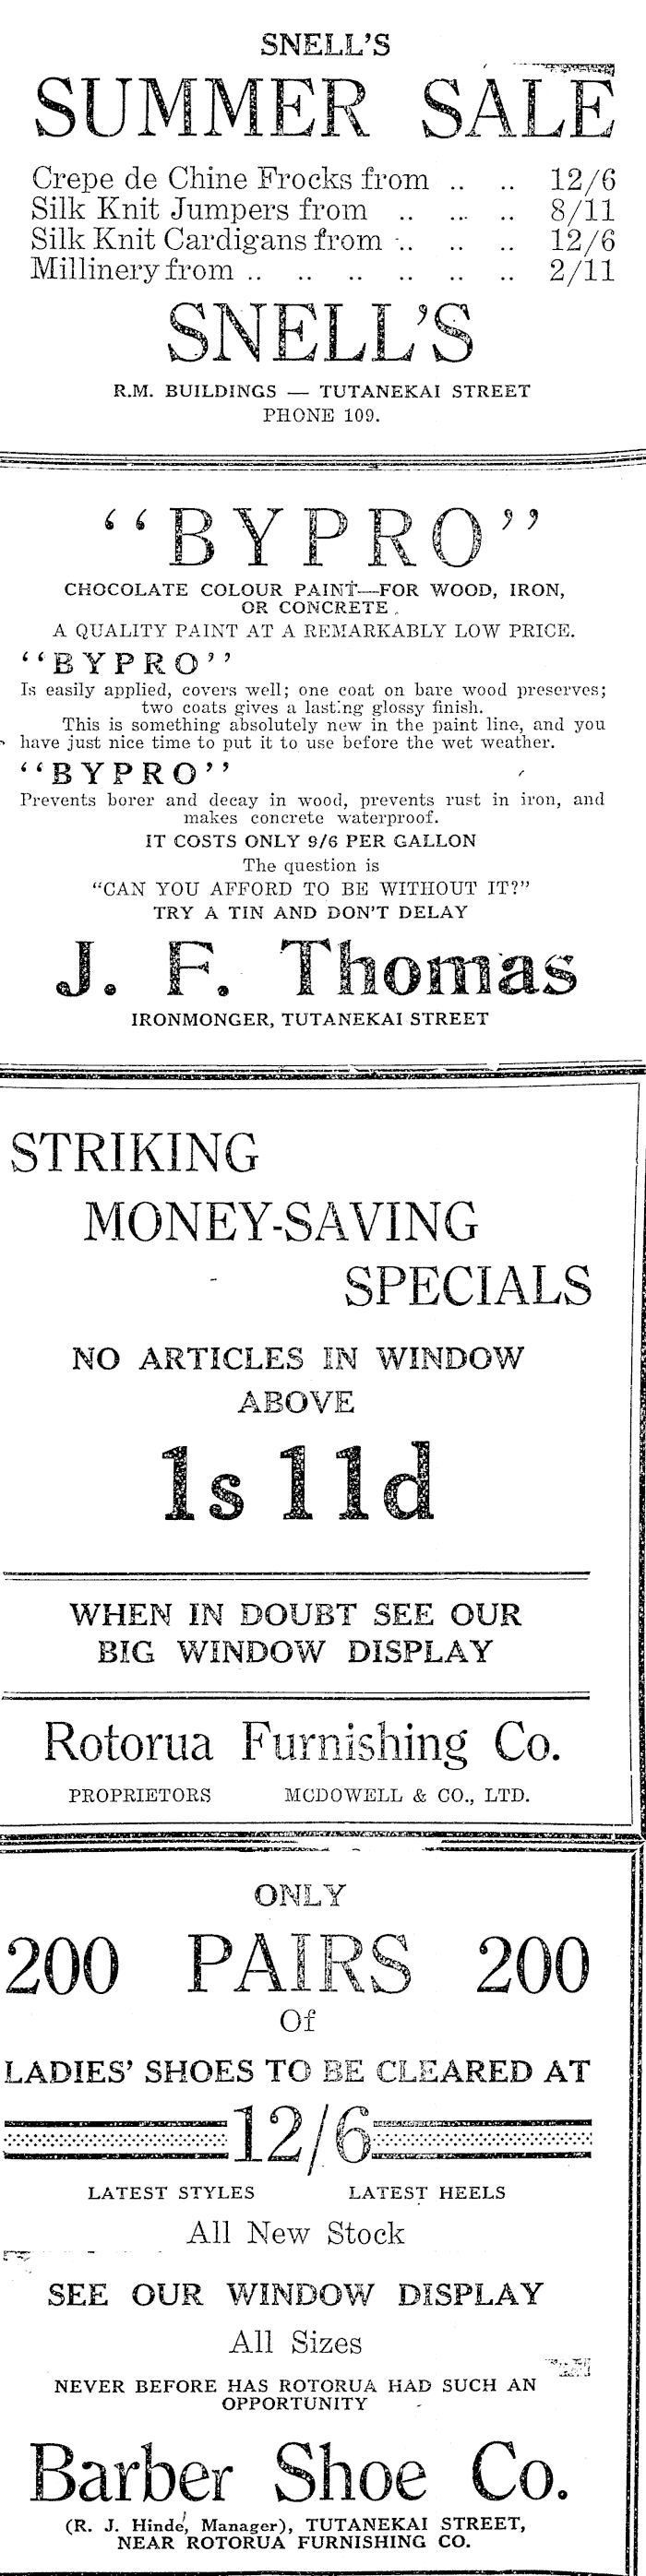 SNELL'S
SUMMER SALE
Crepe de Chine Frocks from .. .. 12/6
Silk Knit Jumpers from .. .. .. 8/11
Silk Knit Cardigans from .. .. .. 12/6
Millinery from .. .. .. .. .. .. 2/11
SNELL'S
R.M. BUILDINGS — TUTANEKAI STREET
PHONE 109.
"BYPRO"
CHOCOLATE COLOUR PAINT—FOR WOOD, IRON,
OR CONCRETE.
A QUALITY PAINT AT A REMARKABLY LOW PRICE.
"BYPRO"
Is easily applied, covers well; one coat on bare wood preserves;
two coats gives a lasting glossy finish.
This is something absolutely new in the paint line, and you
have just nice time to put it to use before the wet weather.
"BYPRO"
Prevents borer and decay in wood, prevents rust in iron, and
makes concrete waterproof.
IT COSTS ONLY 9/6 PER GALLON
The question is
"CAN YOU AFFORD TO BE WITHOUT IT?"
TRY A TIN AND DON'T DELAY
J. F. Thomas
IRONMONGER, TUTANEKAI STREET
STRIKING
MONEY-SAVING
SPECIALS
NO ARTICLES IN WINDOW
ABOVE
1s 11d
WHEN IN DOUBT SEE OUR
BIG WINDOW DISPLAY
Rotorua Furnishing Co.
PROPRIETORS MCDOWELL & CO., LTD.
ONLY
200 PAIRS 200
Of
LADIES' SHOES TO BE CLEARED AT
12/6
LATEST STYLES LATEST HEELS
All New Stock
SEE OUR WINDOW DISPLAY
All Sizes
NEVER BEFORE HAS ROTORUA HAD SUCH AN
OPPORTUNITY
Barber Shoe Co.
(R. J. Hinde, Manager), TUTANEKAI STREET,
NEAR ROTORUA FURNISHING CO.